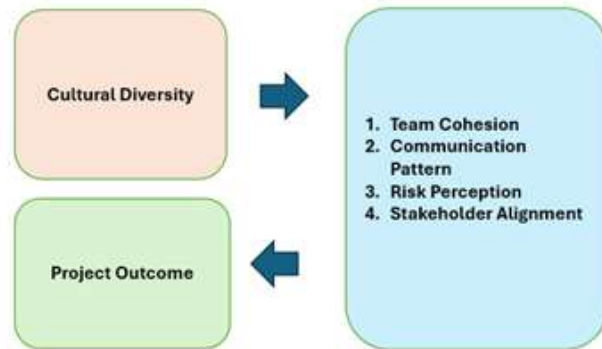 Cultural Diversity
1. Team Cohesion
2. Communication
Pattern
3. Risk Perception
4. Stakeholder Alignment
Project Outcome